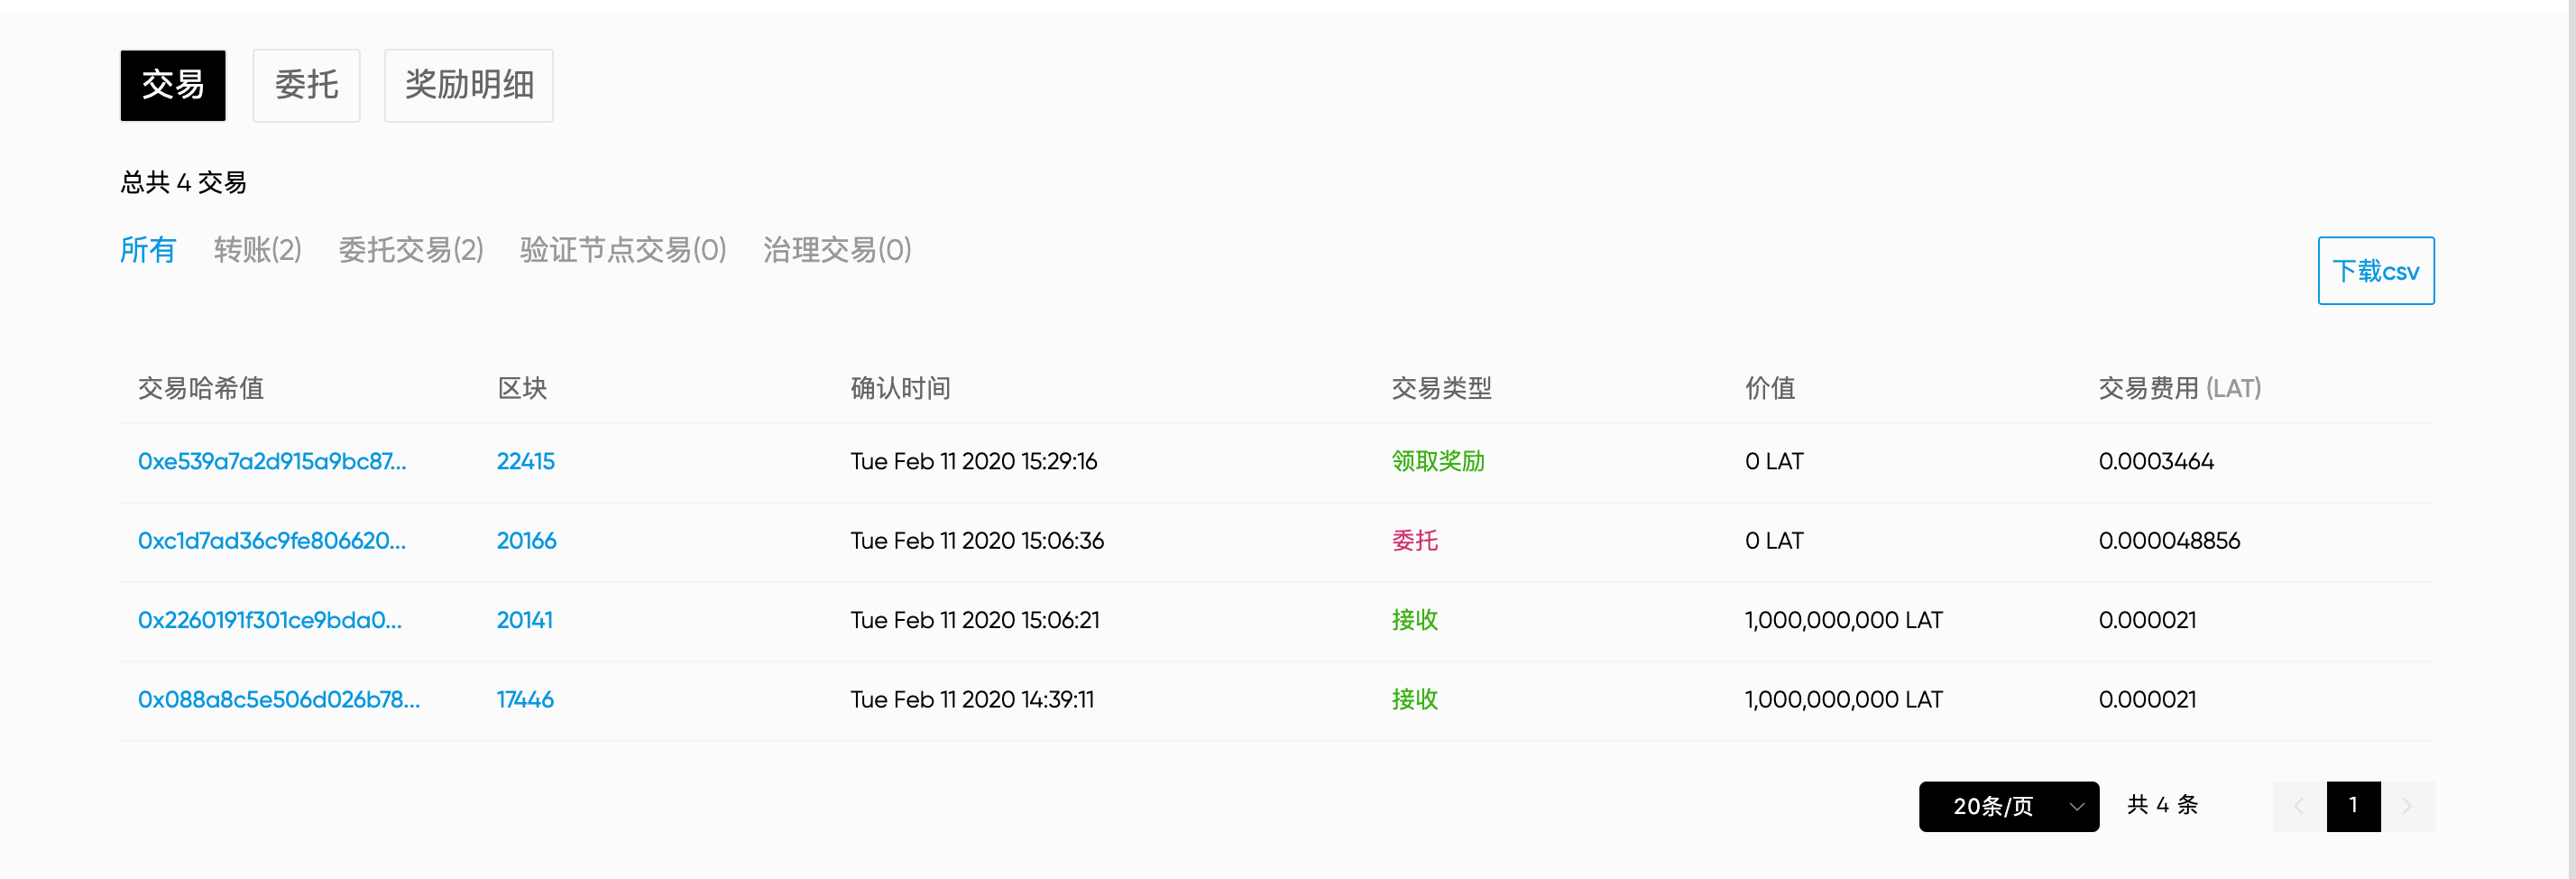 交易 委托 奖励明细
总共 4 交易
所有 转账(2) 委托交易(2) 验证节点交易(0) 治理交易(0)
下载csv
交易哈希值 区块 确认时间 交易类型 价值 交易费用 (LAT)
0xe539a7a2d915a9bc87... 22415 Tue Feb 11 2020 15:29:16 领取奖励 0 LAT 0.0003464
0xc1d7ad36c9fe806620... 20166 Tue Feb 11 2020 15:06:36 委托 0 LAT 0.000048856
0x2260191f301ce9bda0... 20141 Tue Feb 11 2020 15:06:21 接收 1,000,000,000 LAT 0.000021
0x088a8c5e506d026b78... 17446 Tue Feb 11 2020 14:39:11 接收 1,000,000,000 LAT 0.000021
20条/页 共 4 条 1